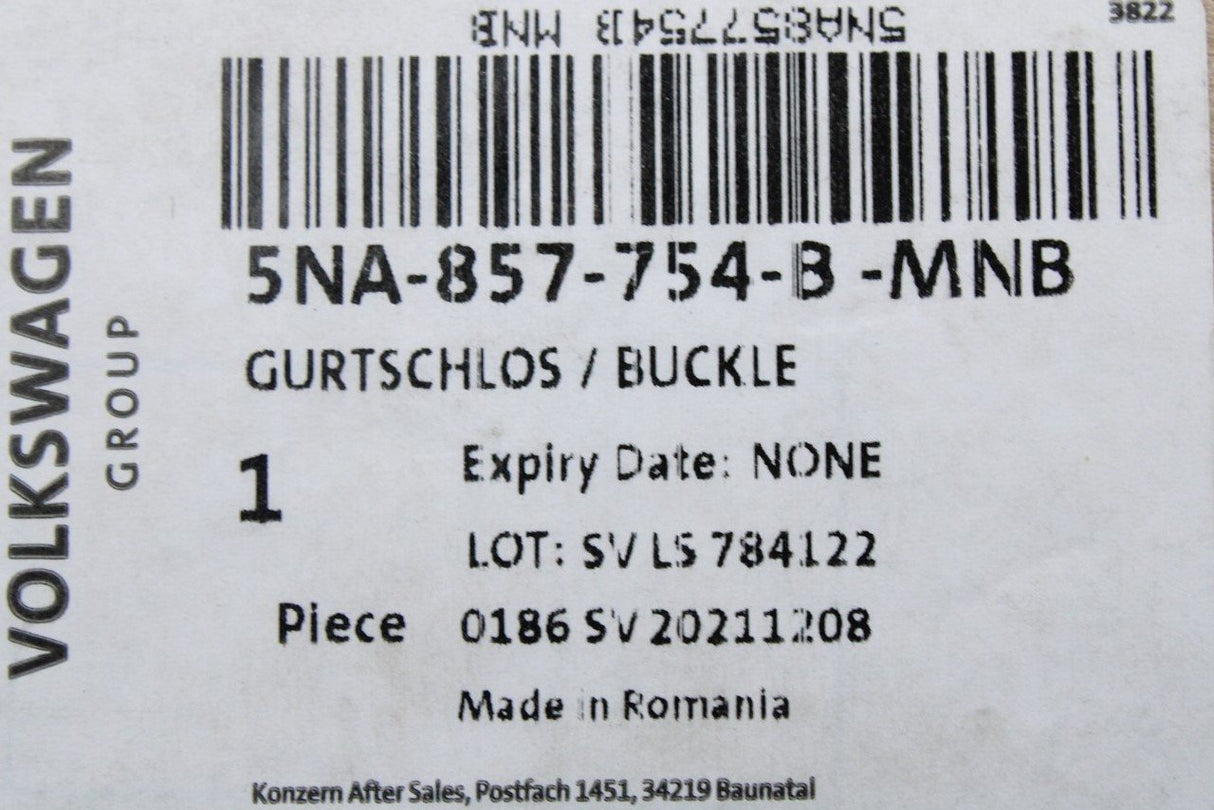 3822
5NA857754B MNB
5NA-857-754-B -MNB
GURTSCHLOS / BUCKLE
1
Expiry Date: NONE
LOT: SV LS 784122
Piece
0186 SV 20211208
Made in Romania
Konzern After Sales, Postfach 1451, 34219 Baunatal
VOLKSWAGEN
GROUP